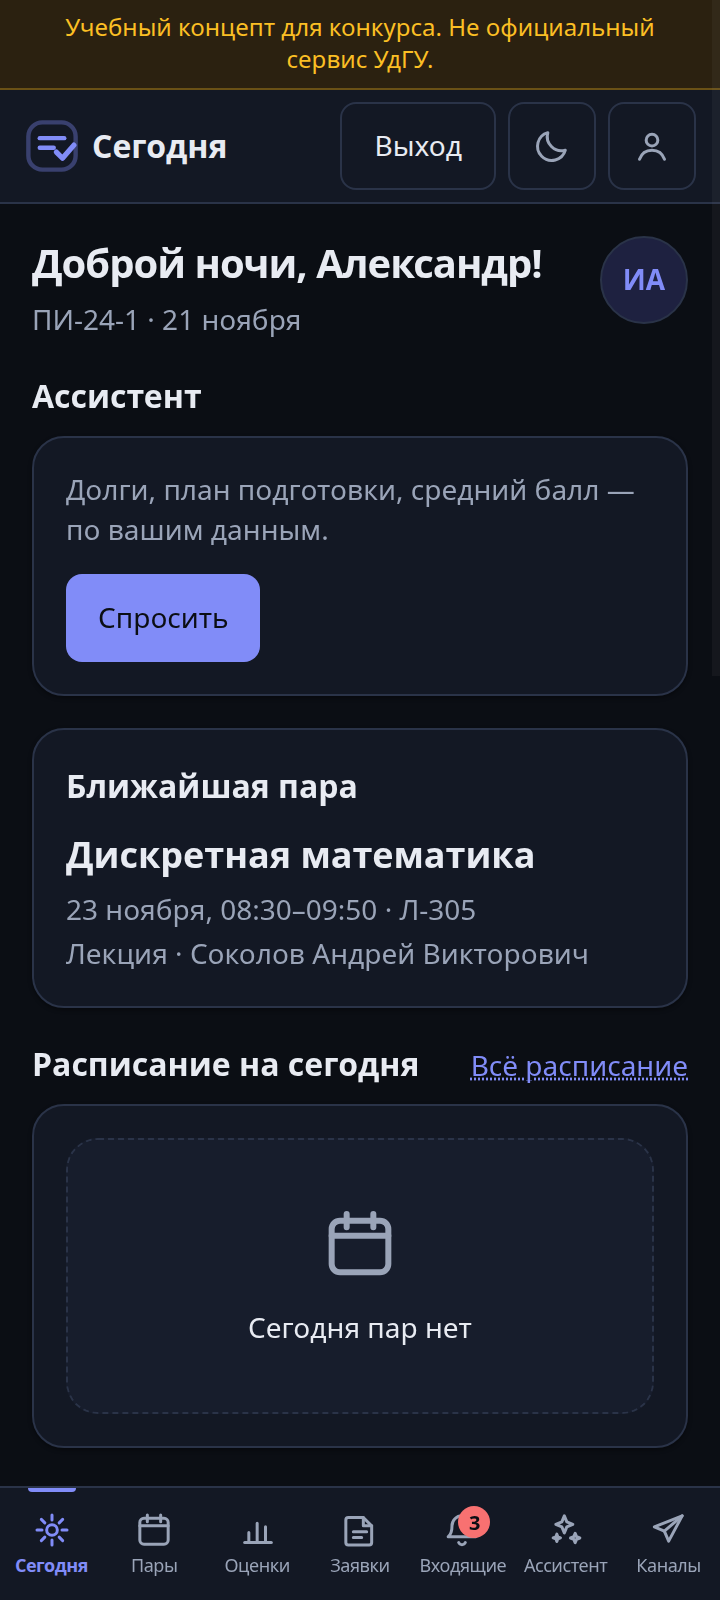 Учебный концепт для конкурса. Не официальный
сервис УдГУ.
Сегодня
Выход
Доброй ночи, Александр!
ИА
ПИ-24-1 · 21 ноября
Ассистент
Долги, план подготовки, средний балл —
по вашим данным.
Спросить
Ближайшая пара
Дискретная математика
23 ноября, 08:30–09:50 · Л-305
Лекция · Соколов Андрей Викторович
Расписание на сегодня
Всё расписание
Сегодня пар нет
3
Сегодня
Пары
Оценки
Заявки
Входящие
Ассистент
Каналы